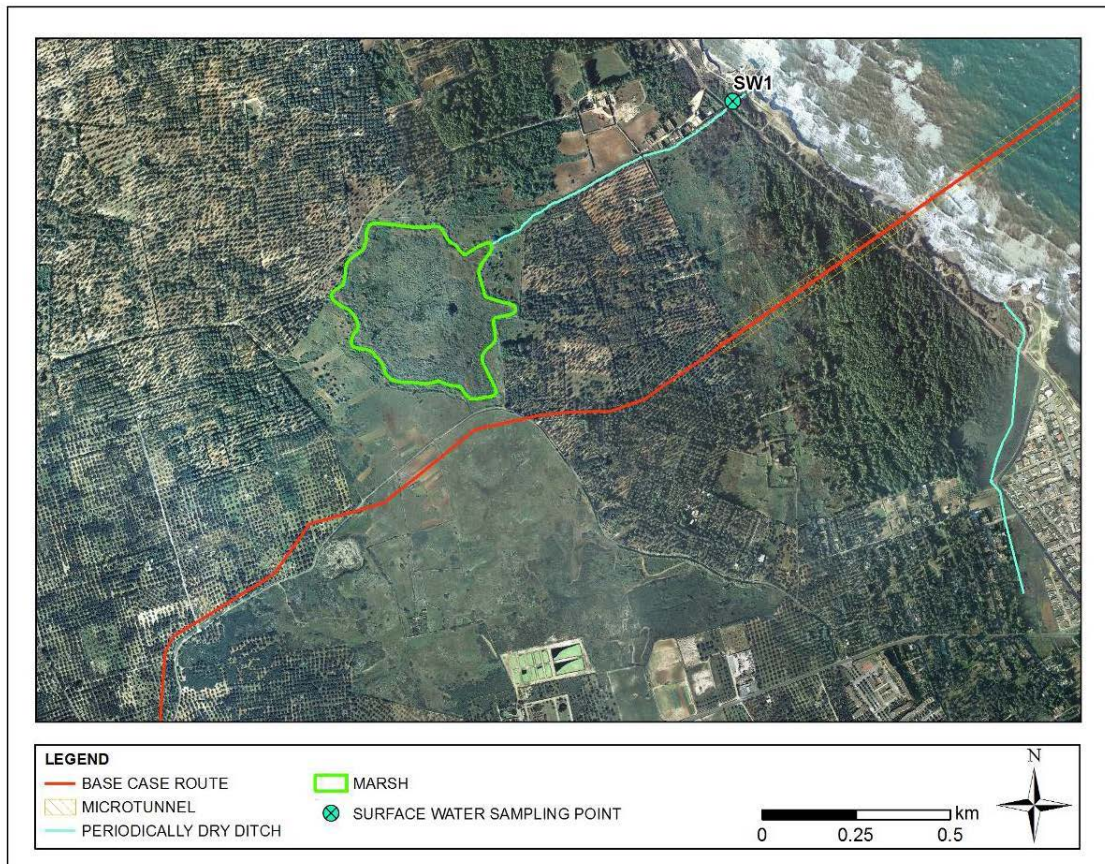 SW1
LEGEND
BASE CASE ROUTE
MICROTUNNEL
PERIODICALLY DRY DITCH
MARSH
SURFACE WATER SAMPLING POINT
km
0 0.25 0.5
N